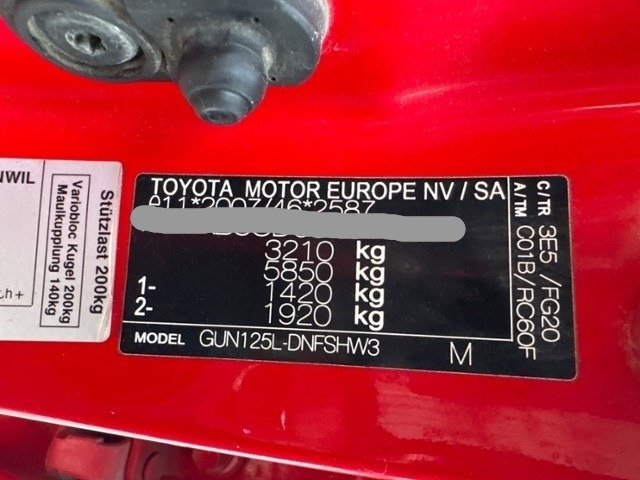 TOYOTA MOTOR EUROPE NV / SA
3210 kg
5850 kg
1- 1420 kg
2- 1920 kg
MODEL GUN125L-DNFSHW3 M
C/TR 3E5 /FG20
A/TM C01B/RC60F
Stützlast 200kg
Variobloc Kugel 200kg
Maulkupplung 140kg
NWIL
ch+